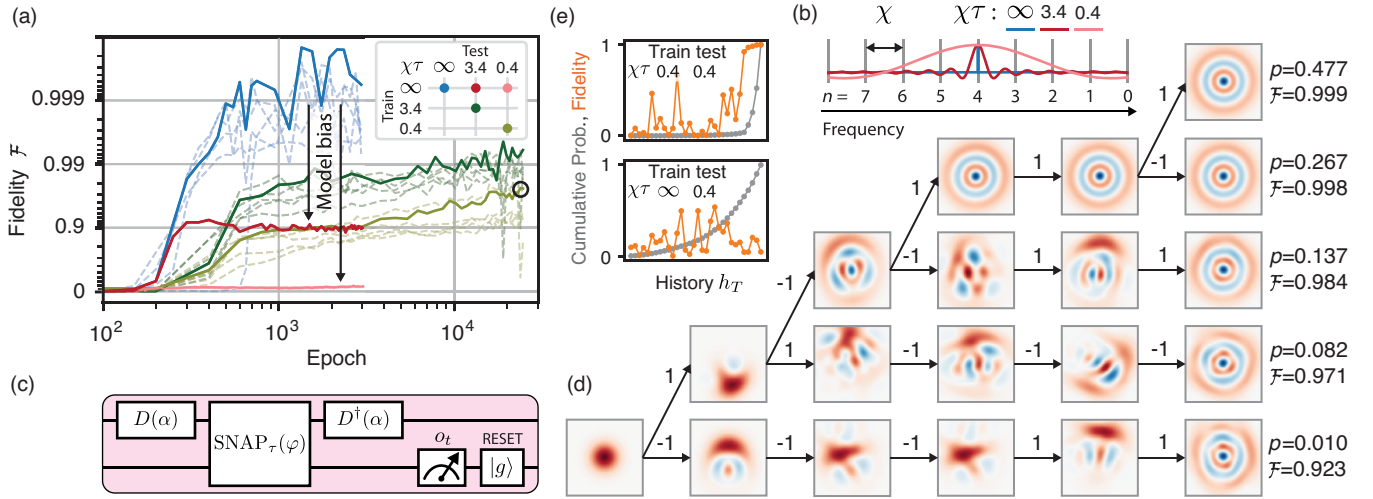 (a)
Fidelity 𝓕
0.999
0.99
0.9
0
10²
10³
10⁴
Epoch
Model bias
Test
χτ ∞ 3.4 0.4
Train
∞
3.4
0.4
(e)
Cumulative Prob., Fidelity
1
0
Train test
χτ 0.4 0.4
1
0
Train test
χτ ∞ 0.4
History h_T
(b)
χ
χτ : ∞ 3.4 0.4
n = 7 6 5 4 3 2 1 0
Frequency
(c)
D(α)
SNAP_τ(φ)
D†(α)
o_t
RESET
|g⟩
(d)
1
p=0.477
𝓕=0.999
1
1
-1
p=0.267
𝓕=0.998
-1
-1
1
1
p=0.137
𝓕=0.984
1
1
-1
-1
-1
p=0.082
𝓕=0.971
-1
-1
-1
1
1
p=0.010
𝓕=0.923